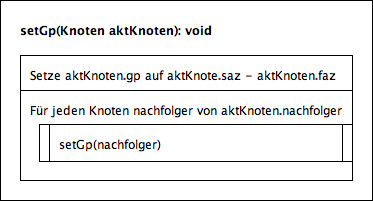 setGp(Knoten aktKnoten): void
Setze aktKnoten.gp auf aktKnote.saz - aktKnoten.faz
Für jeden Knoten nachfolger von aktKnoten.nachfolger
setGp(nachfolger)